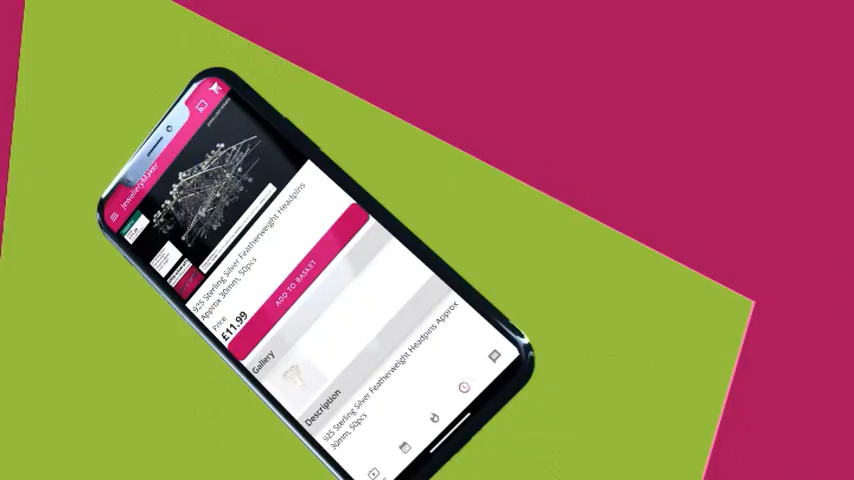 JewelleryMaker
925 Sterling Silver Featherweight Headpins
Approx 30mm, 50pcs
Price
£11.99
ADD TO BASKET
Gallery
Description
925 Sterling Silver Featherweight Headpins Approx
30mm, 50pcs